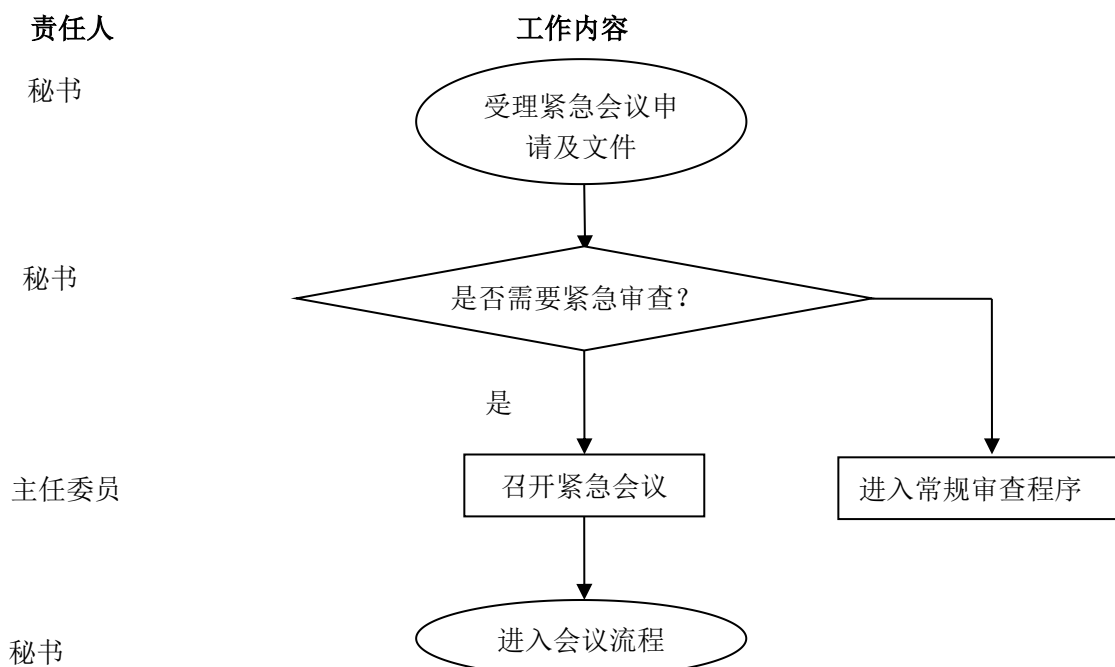 责任人 工作内容
秘书
受理紧急会议申
请及文件
秘书
是否需要紧急审查？
是
主任委员
召开紧急会议
进入常规审查程序
进入会议流程
秘书